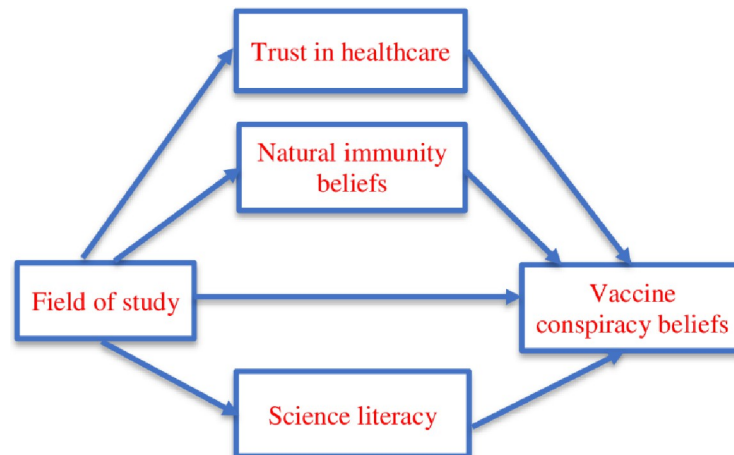 Trust in healthcare
Natural immunity
beliefs
Field of study
Vaccine
conspiracy beliefs
Science literacy